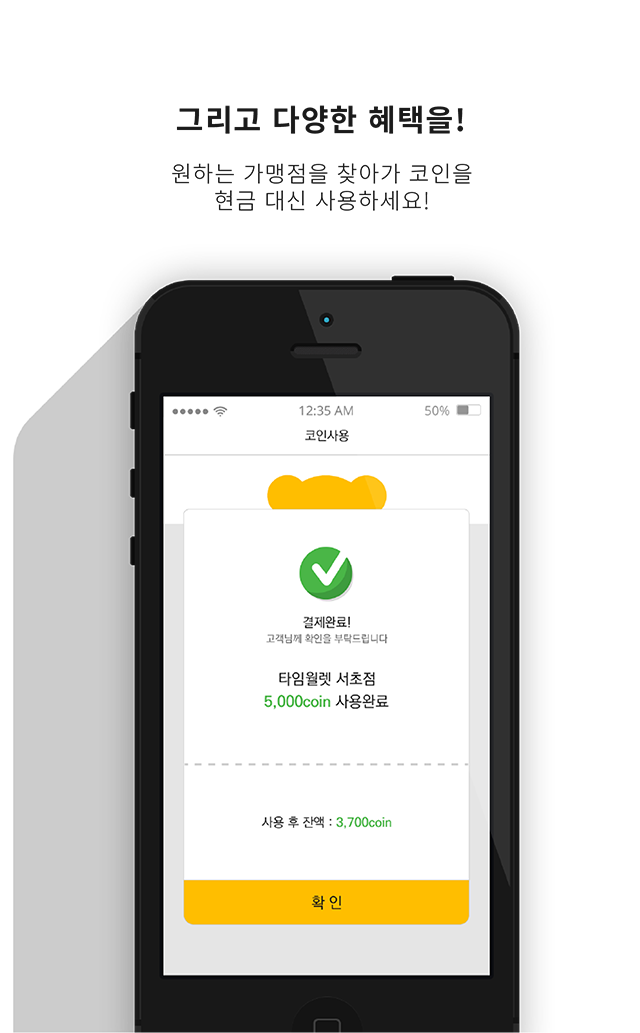 그리고 다양한 혜택을!
원하는 가맹점을 찾아가 코인을
현금 대신 사용하세요!
12:35 AM
50%
코인사용
결제완료!
고객님께 확인을 부탁드립니다
타임월렛 서초점
5,000coin 사용완료
사용 후 잔액 : 3,700coin
확 인